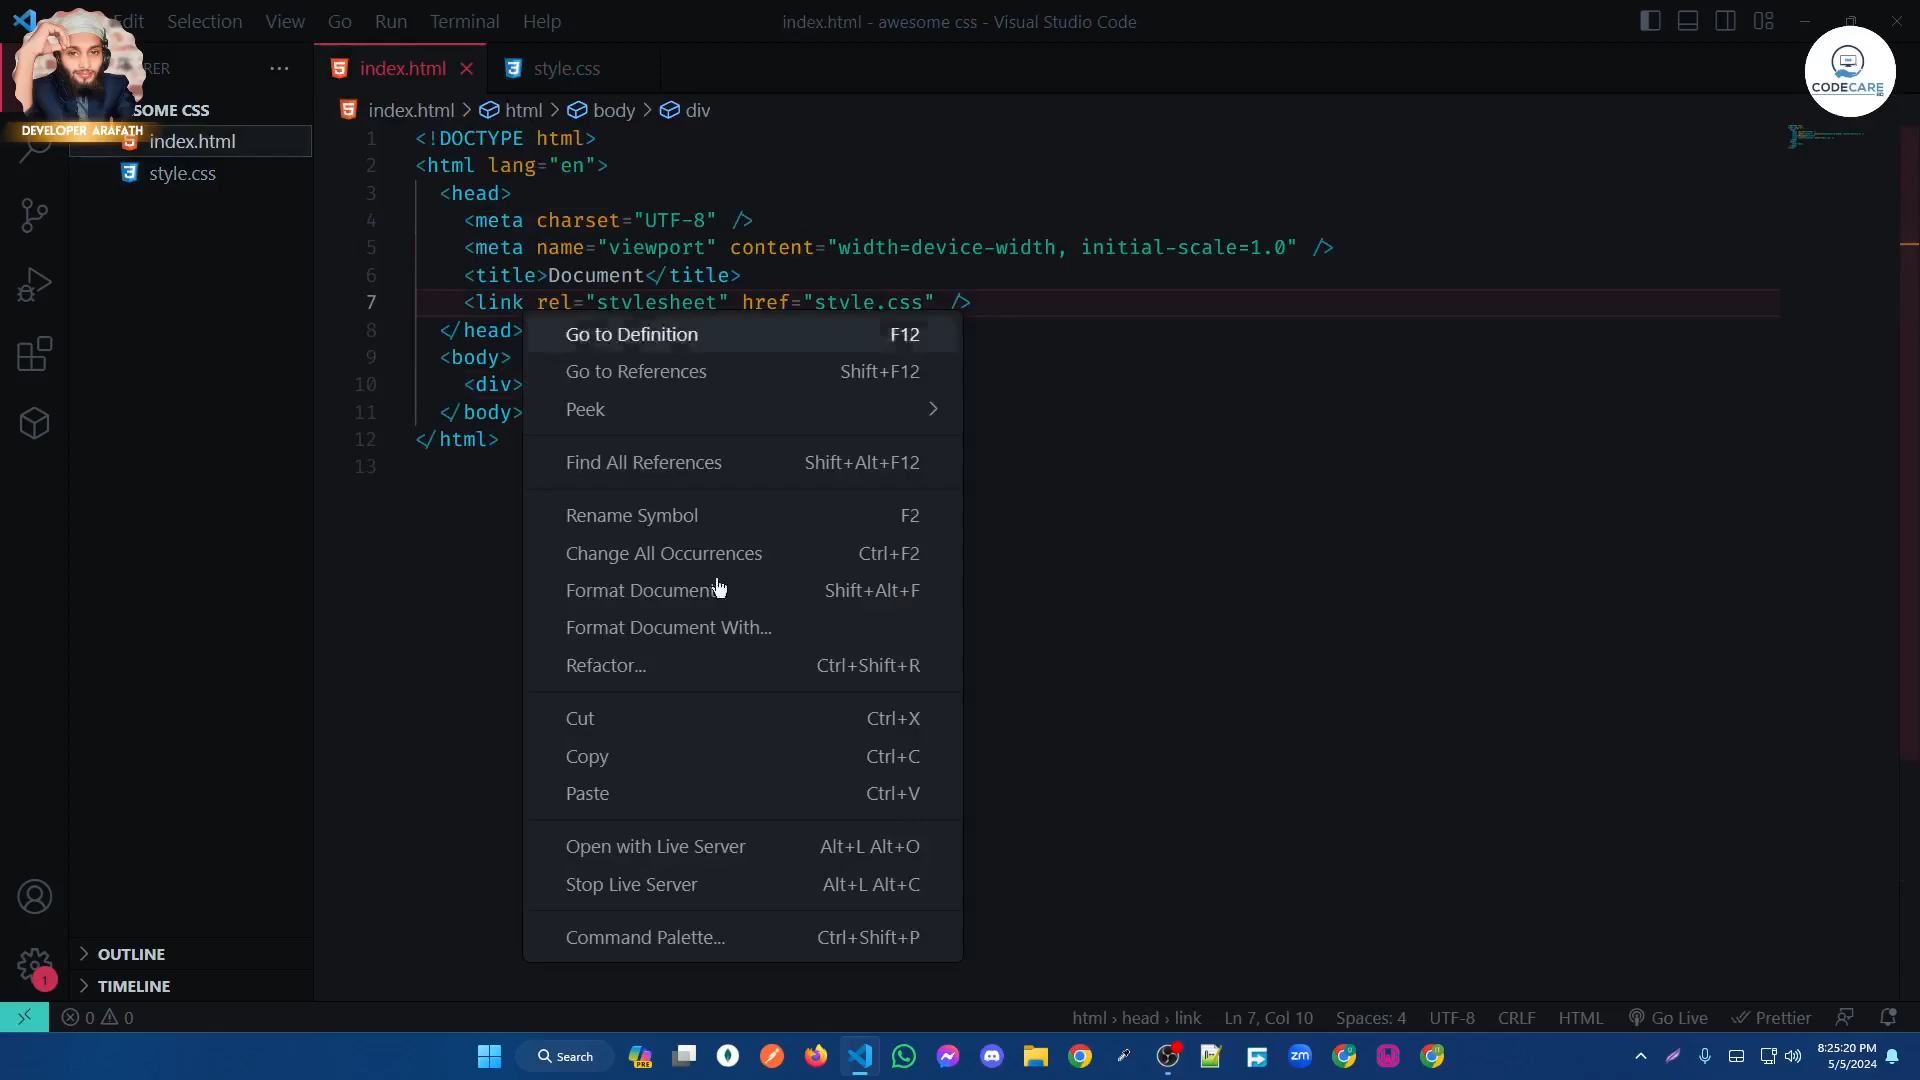 Edit Selection View Go Run Terminal Help
index.html - awesome css - Visual Studio Code
DEVELOPER ARAFATH
CODECARE
SOME CSS
index.html
style.css
OUTLINE
TIMELINE
index.html
style.css
index.html > html > body > div
1 <!DOCTYPE html>
2 <html lang="en">
3 <head>
4 <meta charset="UTF-8" />
5 <meta name="viewport" content="width=device-width, initial-scale=1.0" />
6 <title>Document</title>
7 <link rel="stylesheet" href="style.css" />
8 </head>
9 <body>
10 <div>
11 </body>
12 </html>
13
Go to Definition F12
Go to References Shift+F12
Peek
Find All References Shift+Alt+F12
Rename Symbol F2
Change All Occurrences Ctrl+F2
Format Document Shift+Alt+F
Format Document With...
Refactor... Ctrl+Shift+R
Cut Ctrl+X
Copy Ctrl+C
Paste Ctrl+V
Open with Live Server Alt+L Alt+O
Stop Live Server Alt+L Alt+C
Command Palette... Ctrl+Shift+P
1
0 0
html › head › link Ln 7, Col 10 Spaces: 4 UTF-8 CRLF HTML Go Live Prettier
Search
PRE
zm
8:25:20 PM
5/5/2024